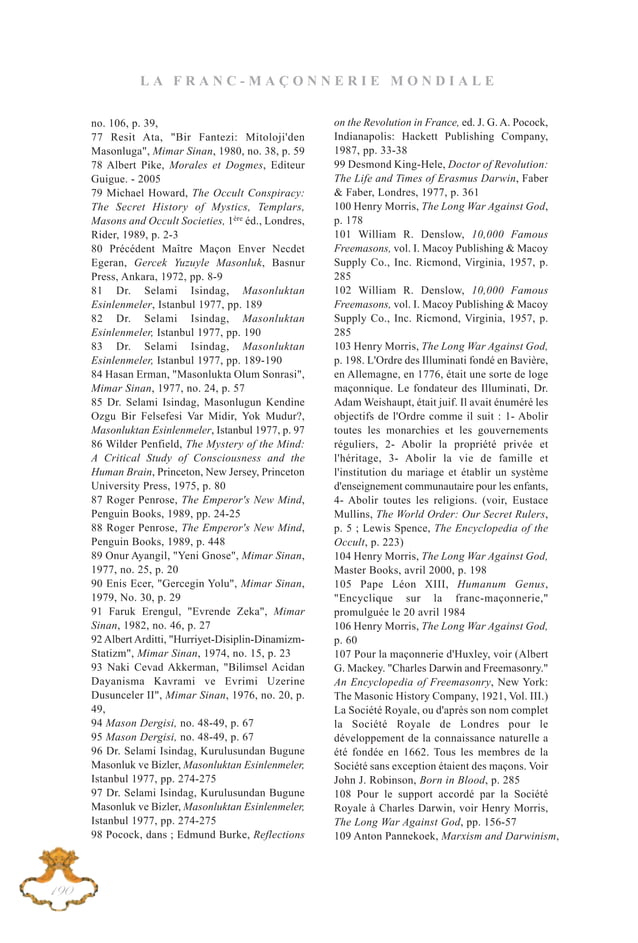 LA FRANC-MAÇONNERIE MONDIALE
no. 106, p. 39,
77 Resit Ata, "Bir Fantezi: Mitoloji'den
Masonluga", Mimar Sinan, 1980, no. 38, p. 59
78 Albert Pike, Morales et Dogmes, Editeur
Guigue. - 2005
79 Michael Howard, The Occult Conspiracy:
The Secret History of Mystics, Templars,
Masons and Occult Societies, 1ère éd., Londres,
Rider, 1989, p. 2-3
80 Précédent Maître Maçon Enver Necdet
Egeran, Gercek Yuzuyle Masonluk, Basnur
Press, Ankara, 1972, pp. 8-9
81 Dr. Selami Isindag, Masonluktan
Esinlenmeler, Istanbul 1977, pp. 189
82 Dr. Selami Isindag, Masonluktan
Esinlenmeler, Istanbul 1977, pp. 190
83 Dr. Selami Isindag, Masonluktan
Esinlenmeler, Istanbul 1977, pp. 189-190
84 Hasan Erman, "Masonlukta Olum Sonrasi",
Mimar Sinan, 1977, no. 24, p. 57
85 Dr. Selami Isindag, Masonlugun Kendine
Ozgu Bir Felsefesi Var Midir, Yok Mudur?,
Masonluktan Esinlenmeler, Istanbul 1977, p. 97
86 Wilder Penfield, The Mystery of the Mind:
A Critical Study of Consciousness and the
Human Brain, Princeton, New Jersey, Princeton
University Press, 1975, p. 80
87 Roger Penrose, The Emperor's New Mind,
Penguin Books, 1989, pp. 24-25
88 Roger Penrose, The Emperor's New Mind,
Penguin Books, 1989, p. 448
89 Onur Ayangil, "Yeni Gnose", Mimar Sinan,
1977, no. 25, p. 20
90 Enis Ecer, "Gercegin Yolu", Mimar Sinan,
1979, No. 30, p. 29
91 Faruk Erengul, "Evrende Zeka", Mimar
Sinan, 1982, no. 46, p. 27
92 Albert Arditti, "Hurriyet-Disiplin-Dinamizm-
Statizm", Mimar Sinan, 1974, no. 15, p. 23
93 Naki Cevad Akkerman, "Bilimsel Acidan
Dayanisma Kavrami ve Evrimi Uzerine
Dusunceler II", Mimar Sinan, 1976, no. 20, p.
49,
94 Mason Dergisi, no. 48-49, p. 67
95 Mason Dergisi, no. 48-49, p. 67
96 Dr. Selami Isindag, Kurulusundan Bugune
Masonluk ve Bizler, Masonluktan Esinlenmeler,
Istanbul 1977, pp. 274-275
97 Dr. Selami Isindag, Kurulusundan Bugune
Masonluk ve Bizler, Masonluktan Esinlenmeler,
Istanbul 1977, pp. 274-275
98 Pocock, dans ; Edmund Burke, Reflections
on the Revolution in France, ed. J. G. A. Pocock,
Indianapolis: Hackett Publishing Company,
1987, pp. 33-38
99 Desmond King-Hele, Doctor of Revolution:
The Life and Times of Erasmus Darwin, Faber
& Faber, Londres, 1977, p. 361
100 Henry Morris, The Long War Against God,
p. 178
101 William R. Denslow, 10,000 Famous
Freemasons, vol. I. Macoy Publishing & Macoy
Supply Co., Inc. Ricmond, Virginia, 1957, p.
285
102 William R. Denslow, 10,000 Famous
Freemasons, vol. I. Macoy Publishing & Macoy
Supply Co., Inc. Ricmond, Virginia, 1957, p.
285
103 Henry Morris, The Long War Against God,
p. 198. L'Ordre des Illuminati fondé en Bavière,
en Allemagne, en 1776, était une sorte de loge
maçonnique. Le fondateur des Illuminati, Dr.
Adam Weishaupt, était juif. Il avait énuméré les
objectifs de l'Ordre comme il suit : 1- Abolir
toutes les monarchies et les gouvernements
réguliers, 2- Abolir la propriété privée et
l'héritage, 3- Abolir la vie de famille et
l'institution du mariage et établir un système
d'enseignement communautaire pour les enfants,
4- Abolir toutes les religions. (voir, Eustace
Mullins, The World Order: Our Secret Rulers,
p. 5 ; Lewis Spence, The Encyclopedia of the
Occult, p. 223)
104 Henry Morris, The Long War Against God,
Master Books, avril 2000, p. 198
105 Pape Léon XIII, Humanum Genus,
"Encyclique sur la franc-maçonnerie,"
promulguée le 20 avril 1984
106 Henry Morris, The Long War Against God,
p. 60
107 Pour la maçonnerie d'Huxley, voir (Albert
G. Mackey. "Charles Darwin and Freemasonry."
An Encyclopedia of Freemasonry, New York:
The Masonic History Company, 1921, Vol. III.)
La Société Royale, ou d'après son nom complet
la Société Royale de Londres pour le
développement de la connaissance naturelle a
été fondée en 1662. Tous les membres de la
Société sans exception étaient des maçons. Voir
John J. Robinson, Born in Blood, p. 285
108 Pour le support accordé par la Société
Royale à Charles Darwin, voir Henry Morris,
The Long War Against God, pp. 156-57
109 Anton Pannekoek, Marxism and Darwinism,
190